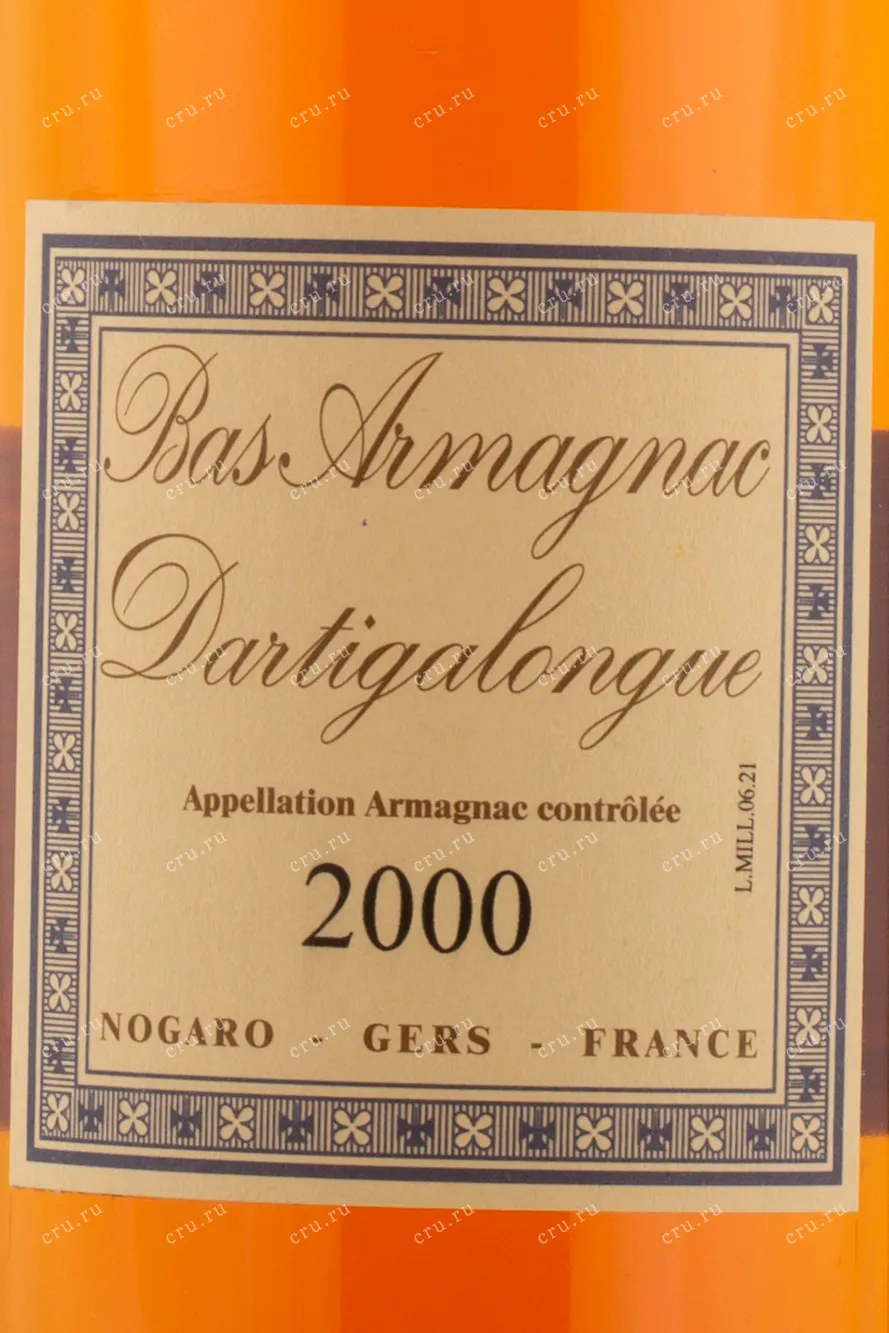 Bas Armagnac
Dartigalongue
Appellation Armagnac contrôlée
2000
L.MILL.06.21
NOGARO - GERS - FRANCE
cru.ru